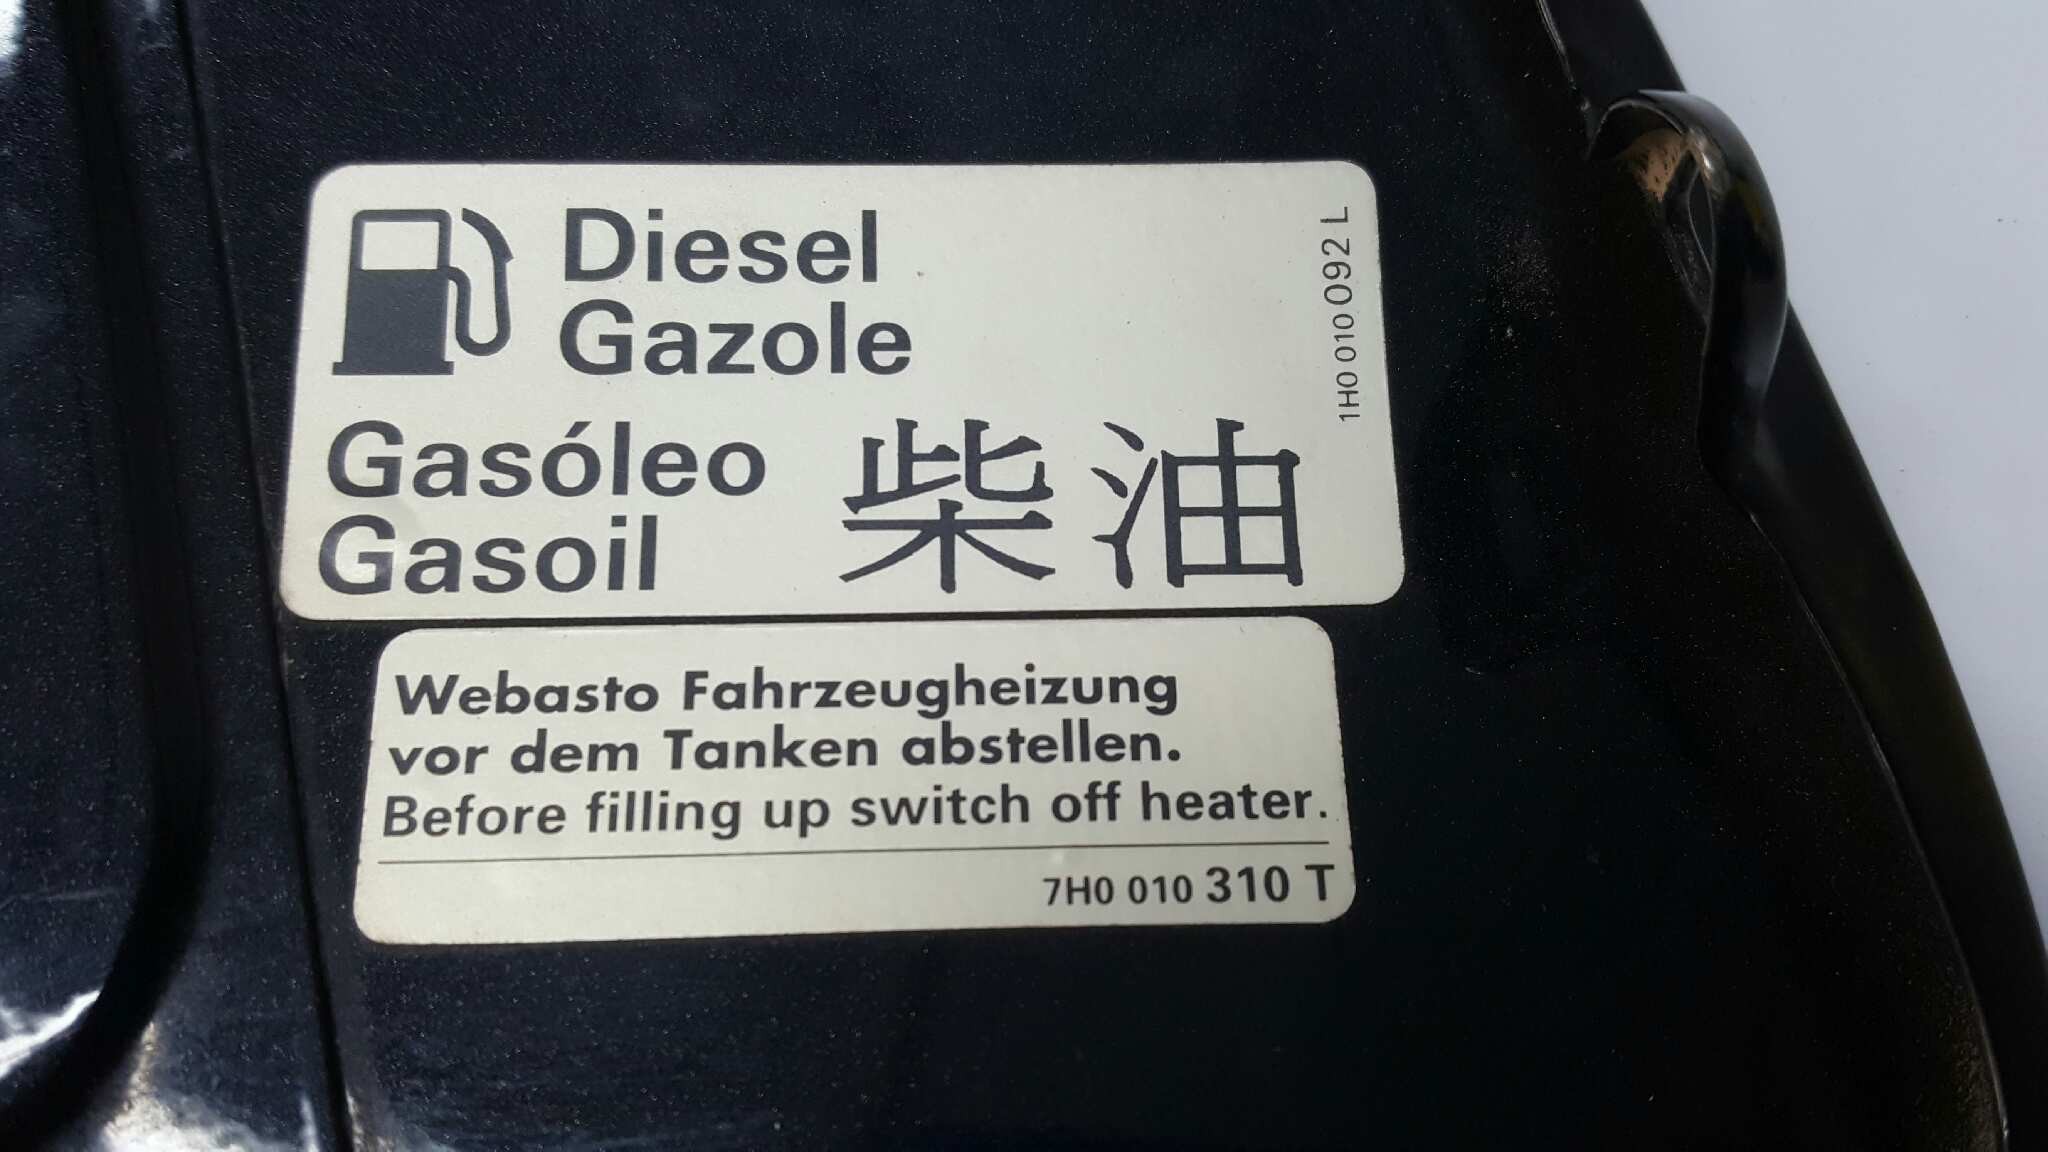 Diesel
Gazole
Gasóleo
Gasoil
柴油
1H0 010 092 L
Webasto Fahrzeugheizung
vor dem Tanken abstellen.
Before filling up switch off heater.
7H0 010 310 T